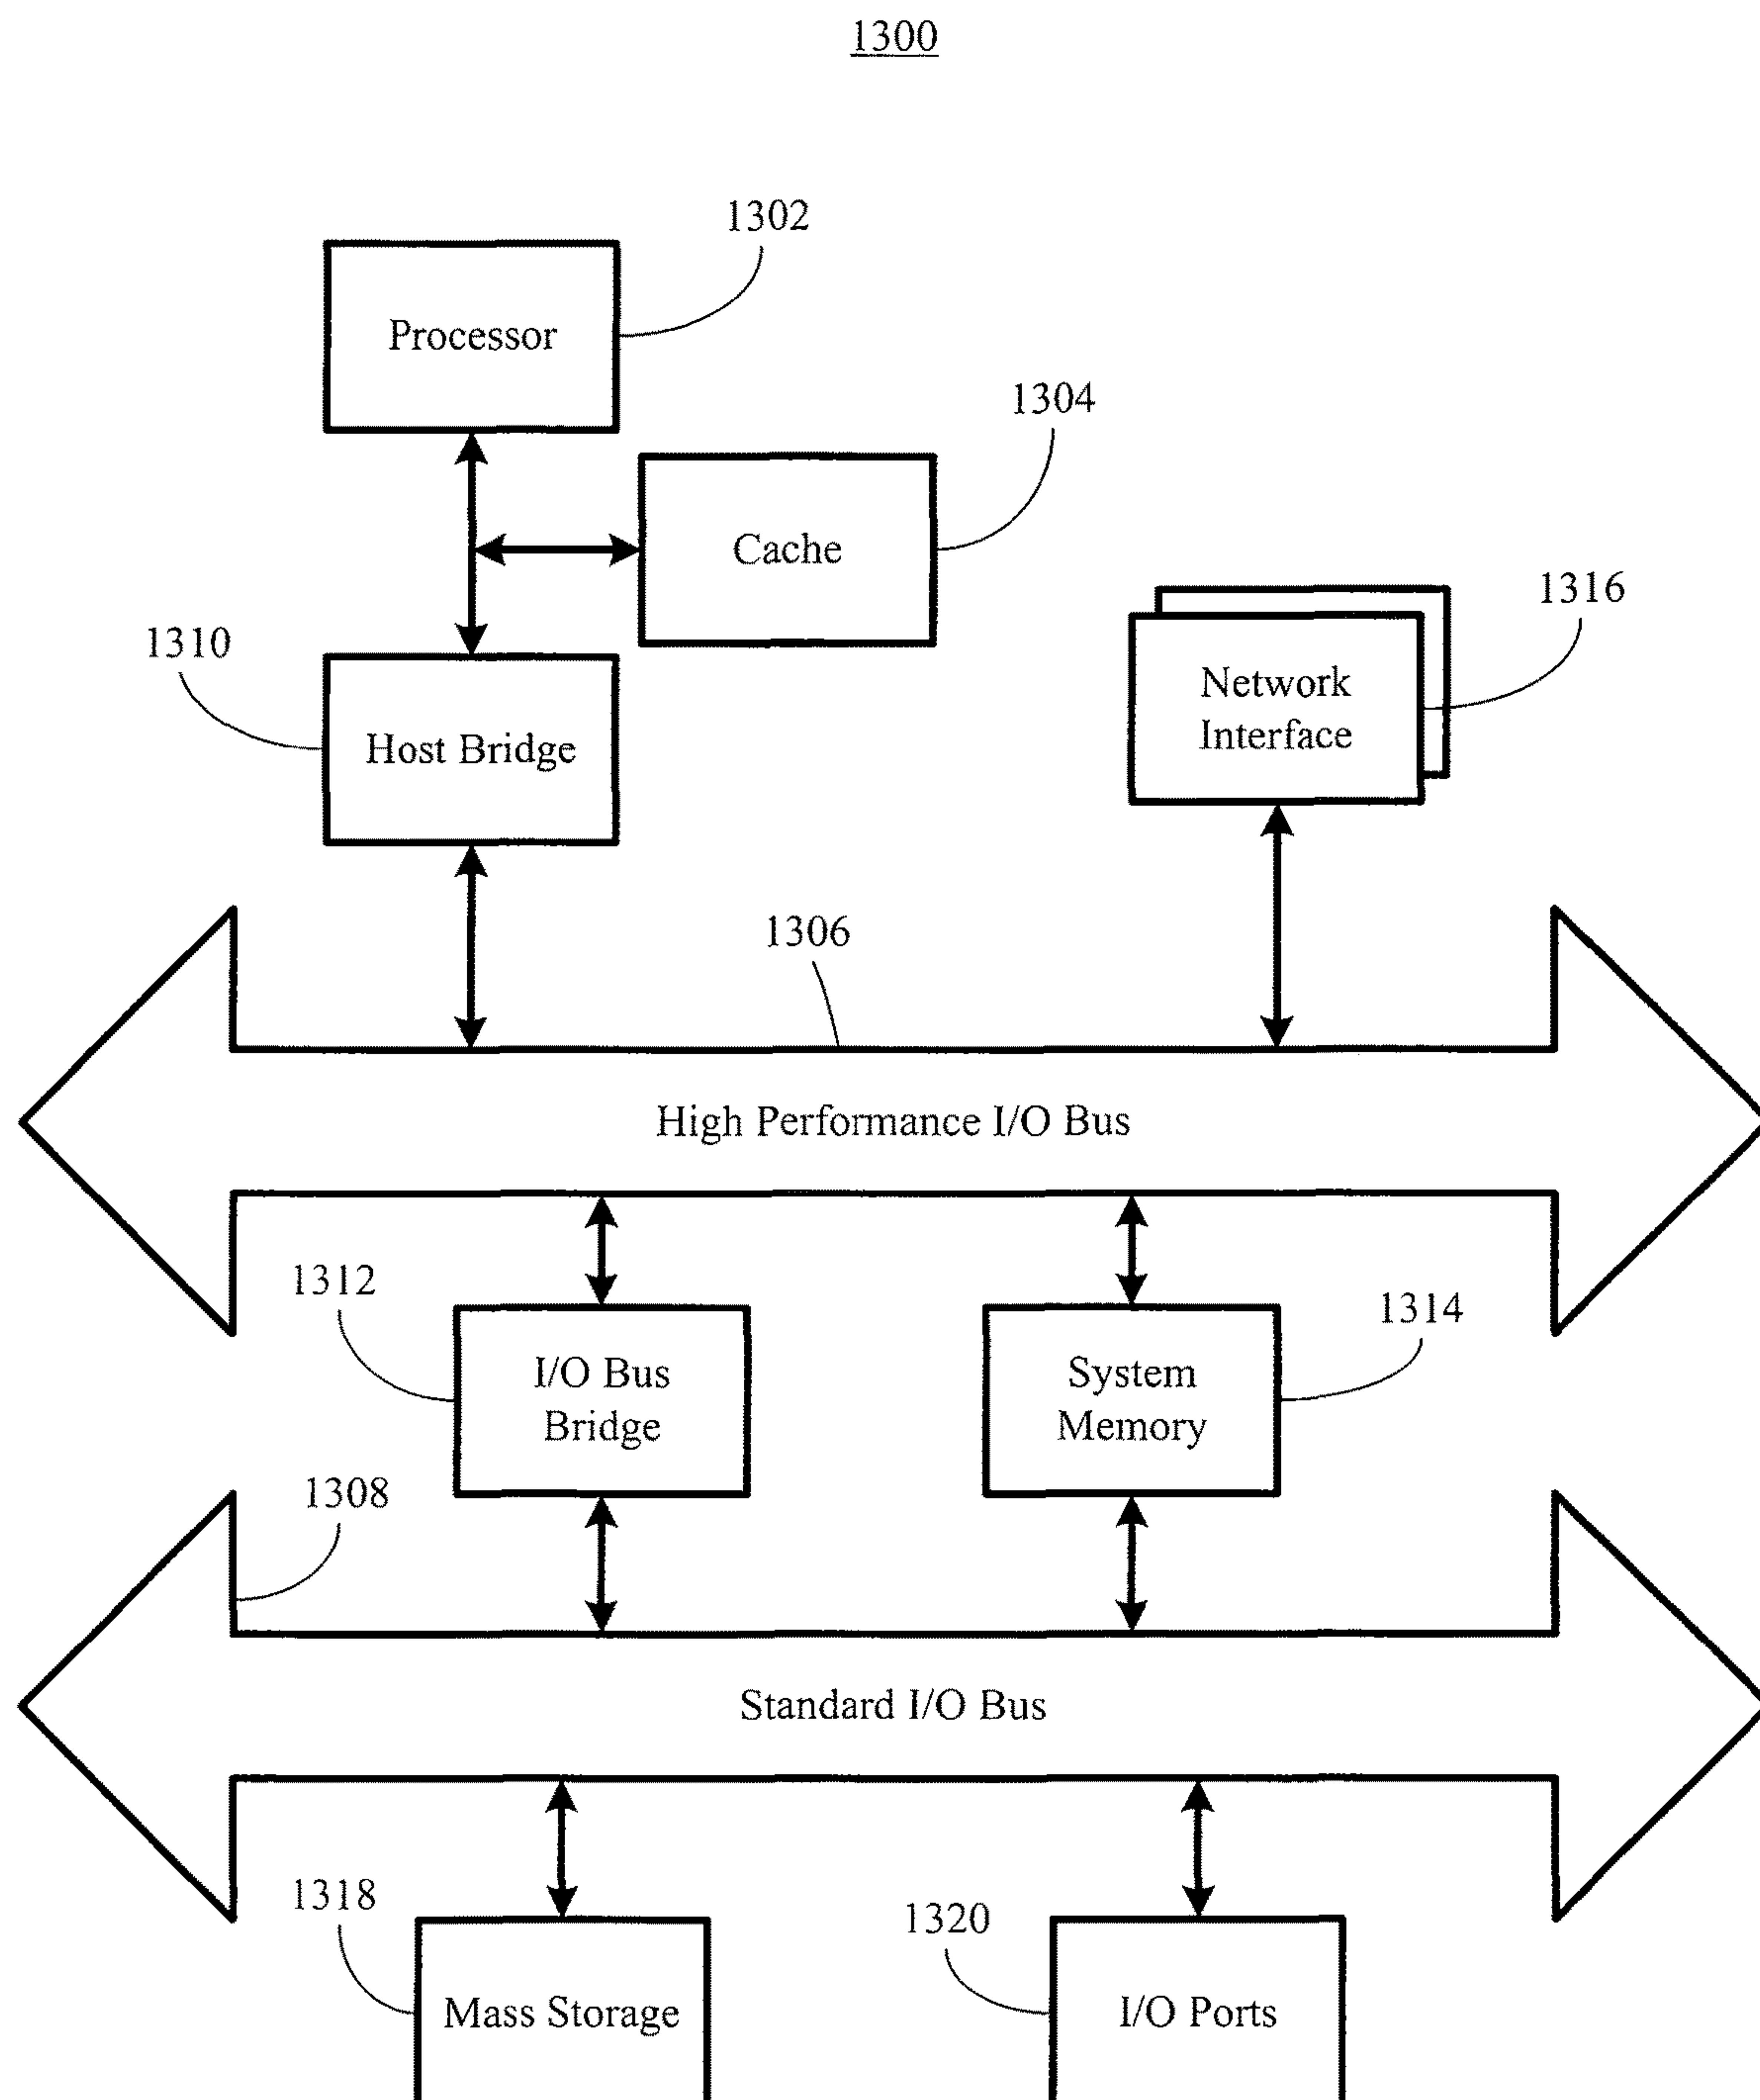 1300
1302
Processor
1304
Cache
1316
1310
Network
Interface
Host Bridge
1306
High Performance I/O Bus
1312
1314
I/O Bus
Bridge
System
Memory
1308
Standard I/O Bus
1318
1320
Mass Storage
I/O Ports